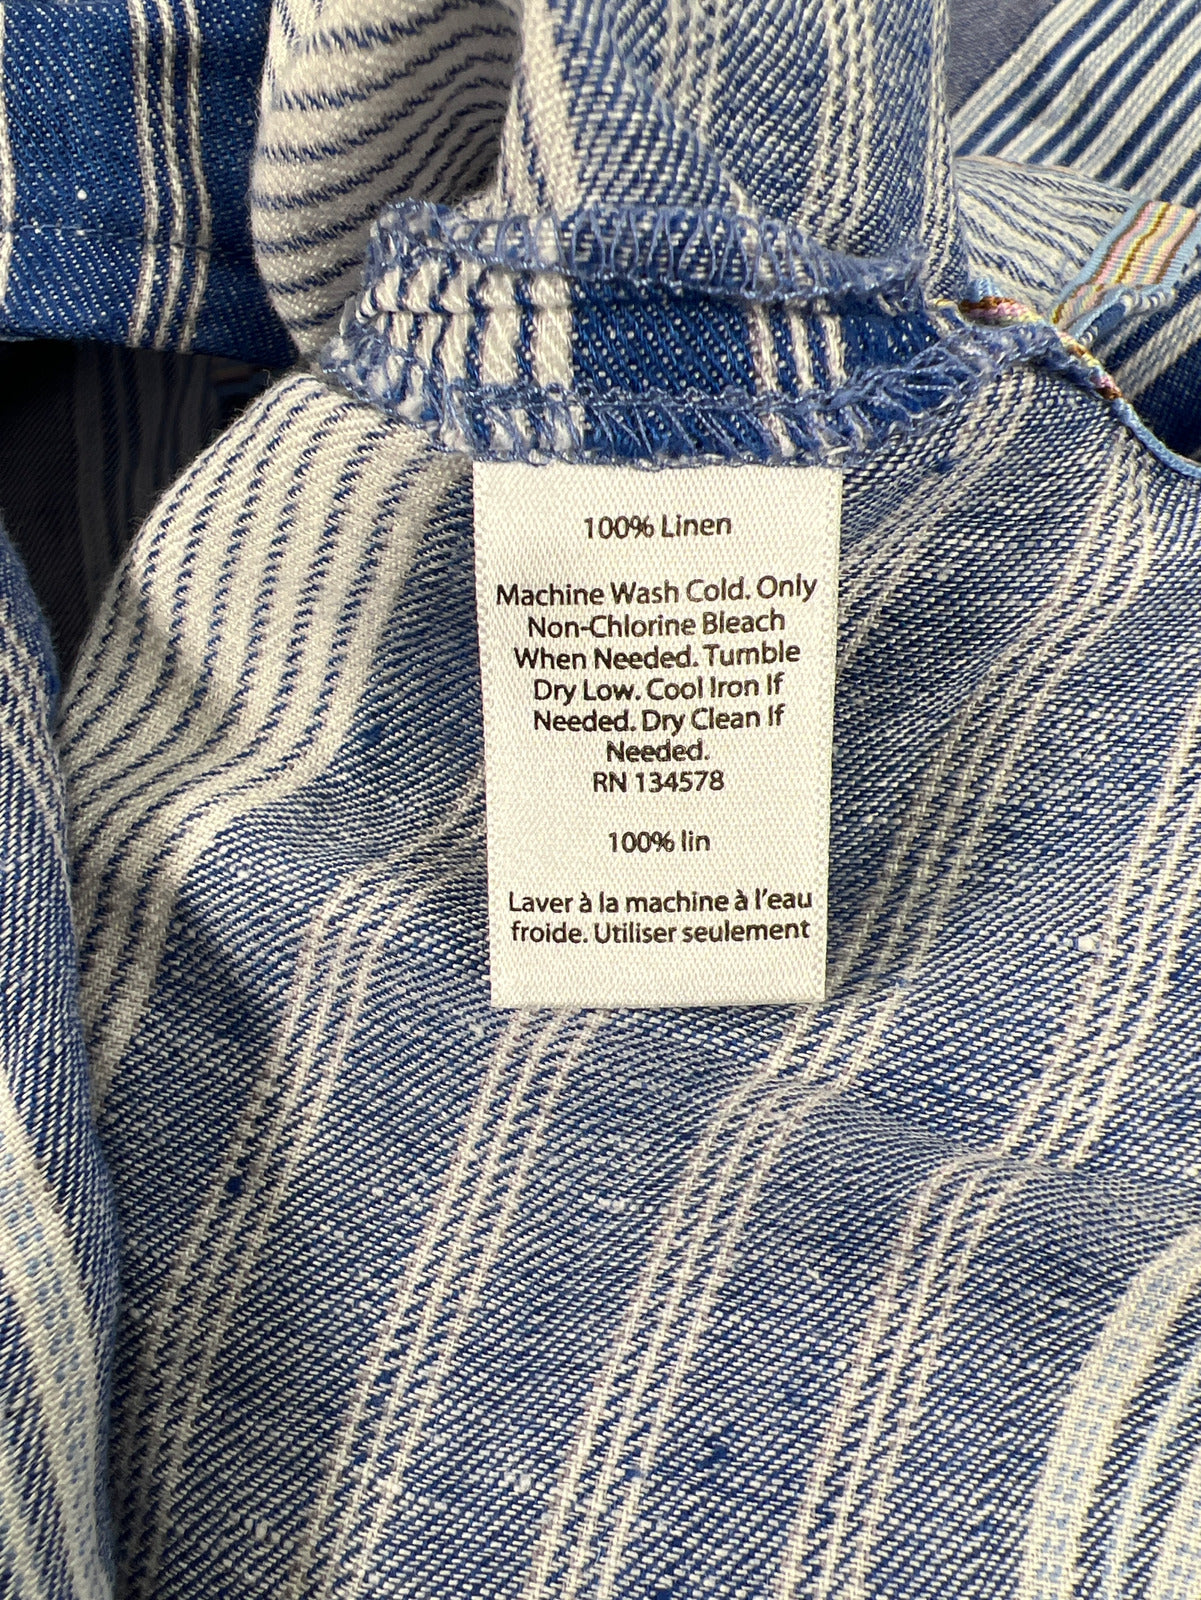 100% Linen
Machine Wash Cold. Only
Non-Chlorine Bleach
When Needed. Tumble
Dry Low. Cool Iron If
Needed. Dry Clean If
Needed.
RN 134578
100% lin
Laver à la machine à l'eau
froide. Utiliser seulement